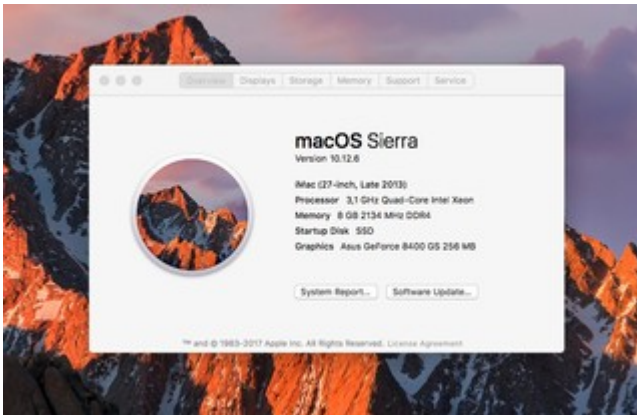 Overview Displays Storage Memory Support Service
macOS Sierra
Version 10.12.6
iMac (27-inch, Late 2013)
Processor 3,1 GHz Quad-Core Intel Xeon
Memory 8 GB 2134 MHz DDR4
Startup Disk SSD
Graphics Asus GeForce 8400 GS 256 MB
System Report... Software Update...
™ and © 1983-2017 Apple Inc. All Rights Reserved. License Agreement